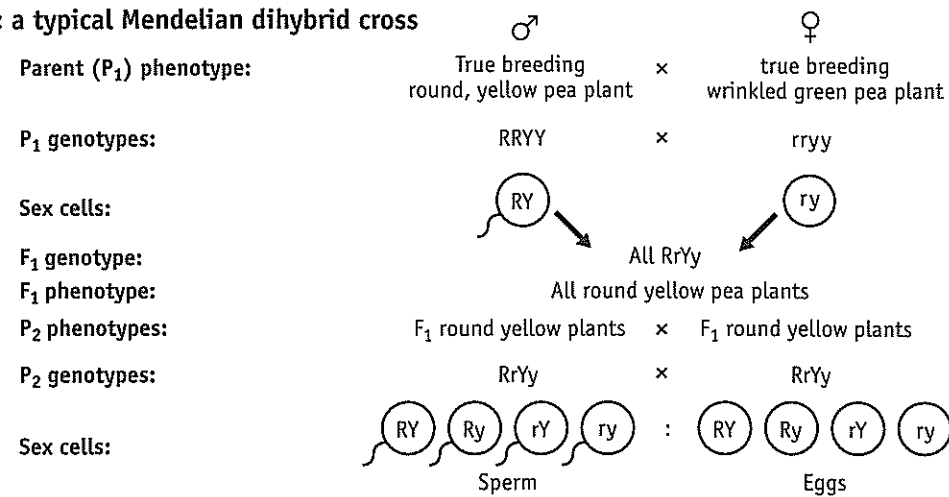 : a typical Mendelian dihybrid cross
♂ ♀
Parent (P₁) phenotype: True breeding × true breeding
round, yellow pea plant wrinkled green pea plant
P₁ genotypes: RRYY × rryy
Sex cells: RY ry
F₁ genotype: All RrYy
F₁ phenotype: All round yellow pea plants
P₂ phenotypes: F₁ round yellow plants × F₁ round yellow plants
P₂ genotypes: RrYy × RrYy
Sex cells: RY Ry rY ry : RY Ry rY ry
Sperm Eggs